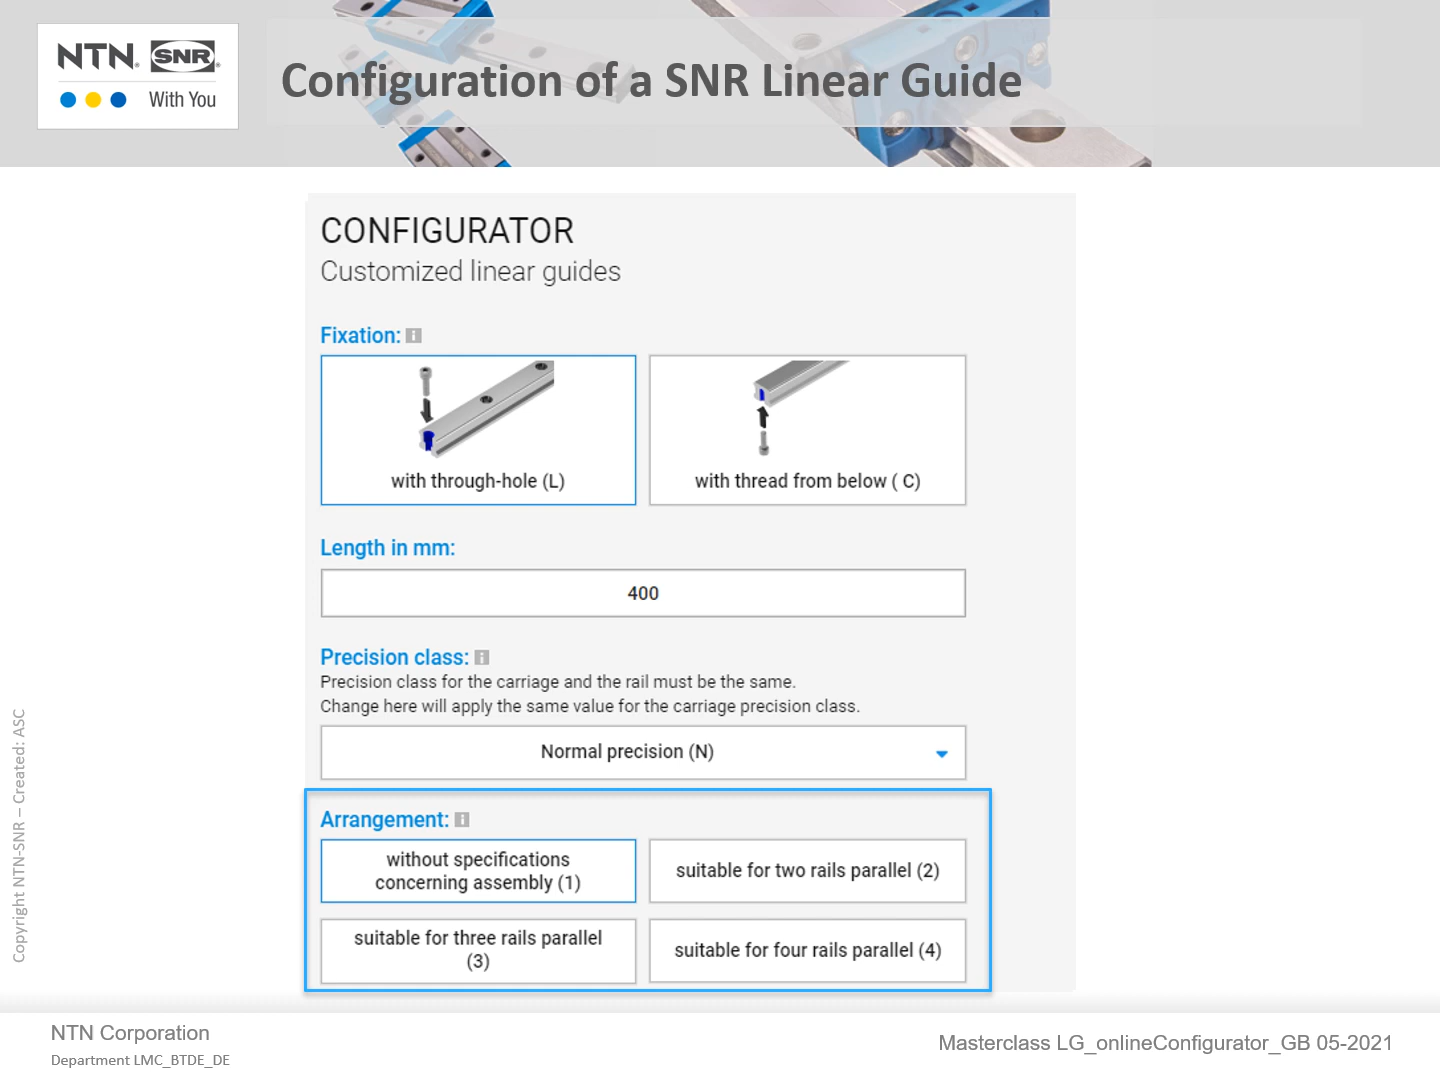 NTN SNR
With You
Configuration of a SNR Linear Guide
CONFIGURATOR
Customized linear guides
Fixation: i
with through-hole (L)
with thread from below ( C)
Length in mm:
400
Precision class: i
Precision class for the carriage and the rail must be the same.
Change here will apply the same value for the carriage precision class.
Normal precision (N)
Arrangement: i
without specifications
concerning assembly (1)
suitable for two rails parallel (2)
suitable for three rails parallel
(3)
suitable for four rails parallel (4)
Copyright NTN-SNR – Created: ASC
NTN Corporation
Department LMC_BTDE_DE
Masterclass LG_onlineConfigurator_GB 05-2021